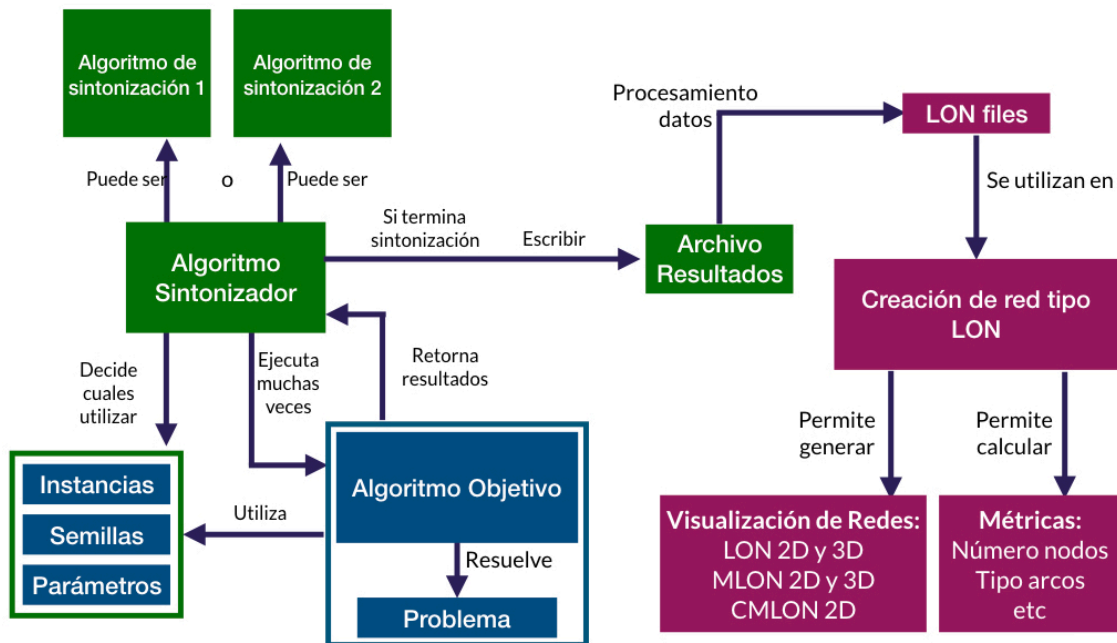 Algoritmo de
sintonización 1
Algoritmo de
sintonización 2
Puede ser
o
Puede ser
Algoritmo
Sintonizador
Si termina
sintonización
Escribir
Archivo
Resultados
Procesamiento
datos
LON files
Se utilizan en
Creación de red tipo
LON
Decide
cuales
utilizar
Ejecuta
muchas
veces
Retorna
resultados
Instancias
Semillas
Parámetros
Utiliza
Algoritmo Objetivo
Resuelve
Problema
Permite
generar
Permite
calcular
Visualización de Redes:
LON 2D y 3D
MLON 2D y 3D
CMLON 2D
Métricas:
Número nodos
Tipo arcos
etc